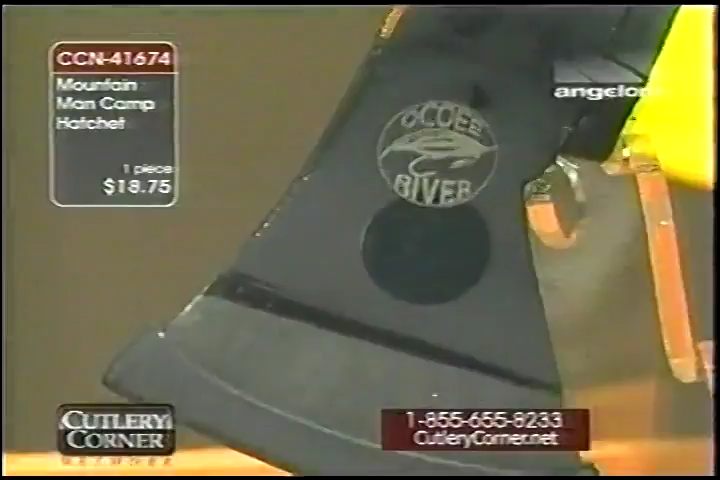 CCN-41674
Mountain
Man Camp
Hatchet
1 piece
$18.75
angelo
OCOEE
RIVER
CUTLERY
CORNER
NETWORK
1-855-655-8233
CutleryCorner.net